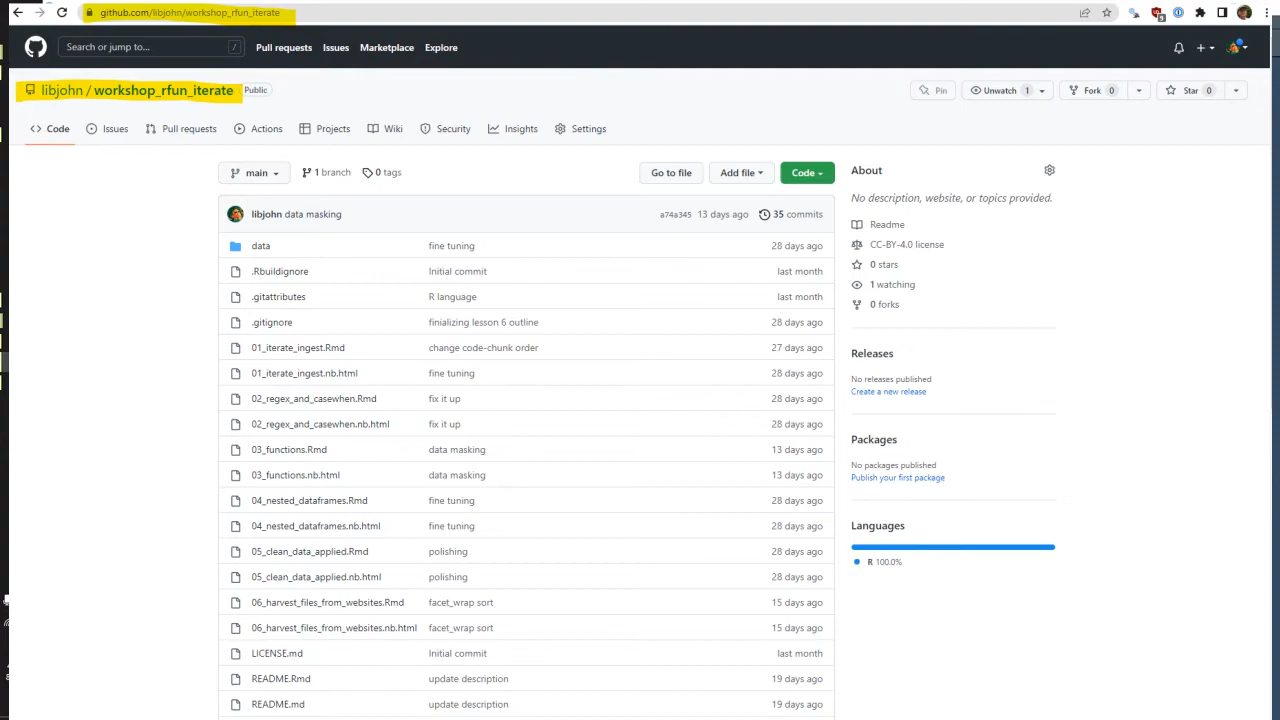 github.com/libjohn/workshop_rfun_iterate
Search or jump to... /
Pull requests Issues Marketplace Explore
libjohn / workshop_rfun_iterate Public
Pin Unwatch 1 Fork 0 Star 0
Code Issues Pull requests Actions Projects Wiki Security Insights Settings
main 1 branch 0 tags Go to file Add file Code
libjohn data masking a74a345 13 days ago 35 commits
data fine tuning 28 days ago
.Rbuildignore Initial commit last month
.gitattributes R language last month
.gitignore finializing lesson 6 outline 28 days ago
01_iterate_ingest.Rmd change code-chunk order 27 days ago
01_iterate_ingest.nb.html fine tuning 28 days ago
02_regex_and_casewhen.Rmd fix it up 28 days ago
02_regex_and_casewhen.nb.html fix it up 28 days ago
03_functions.Rmd data masking 13 days ago
03_functions.nb.html data masking 13 days ago
04_nested_dataframes.Rmd fine tuning 28 days ago
04_nested_dataframes.nb.html fine tuning 28 days ago
05_clean_data_applied.Rmd polishing 28 days ago
05_clean_data_applied.nb.html polishing 28 days ago
06_harvest_files_from_websites.Rmd facet_wrap sort 15 days ago
06_harvest_files_from_websites.nb.html facet_wrap sort 15 days ago
LICENSE.md Initial commit last month
README.Rmd update description 19 days ago
README.md update description 19 days ago
About
No description, website, or topics provided.
Readme
CC-BY-4.0 license
0 stars
1 watching
0 forks
Releases
No releases published
Create a new release
Packages
No packages published
Publish your first package
Languages
R 100.0%